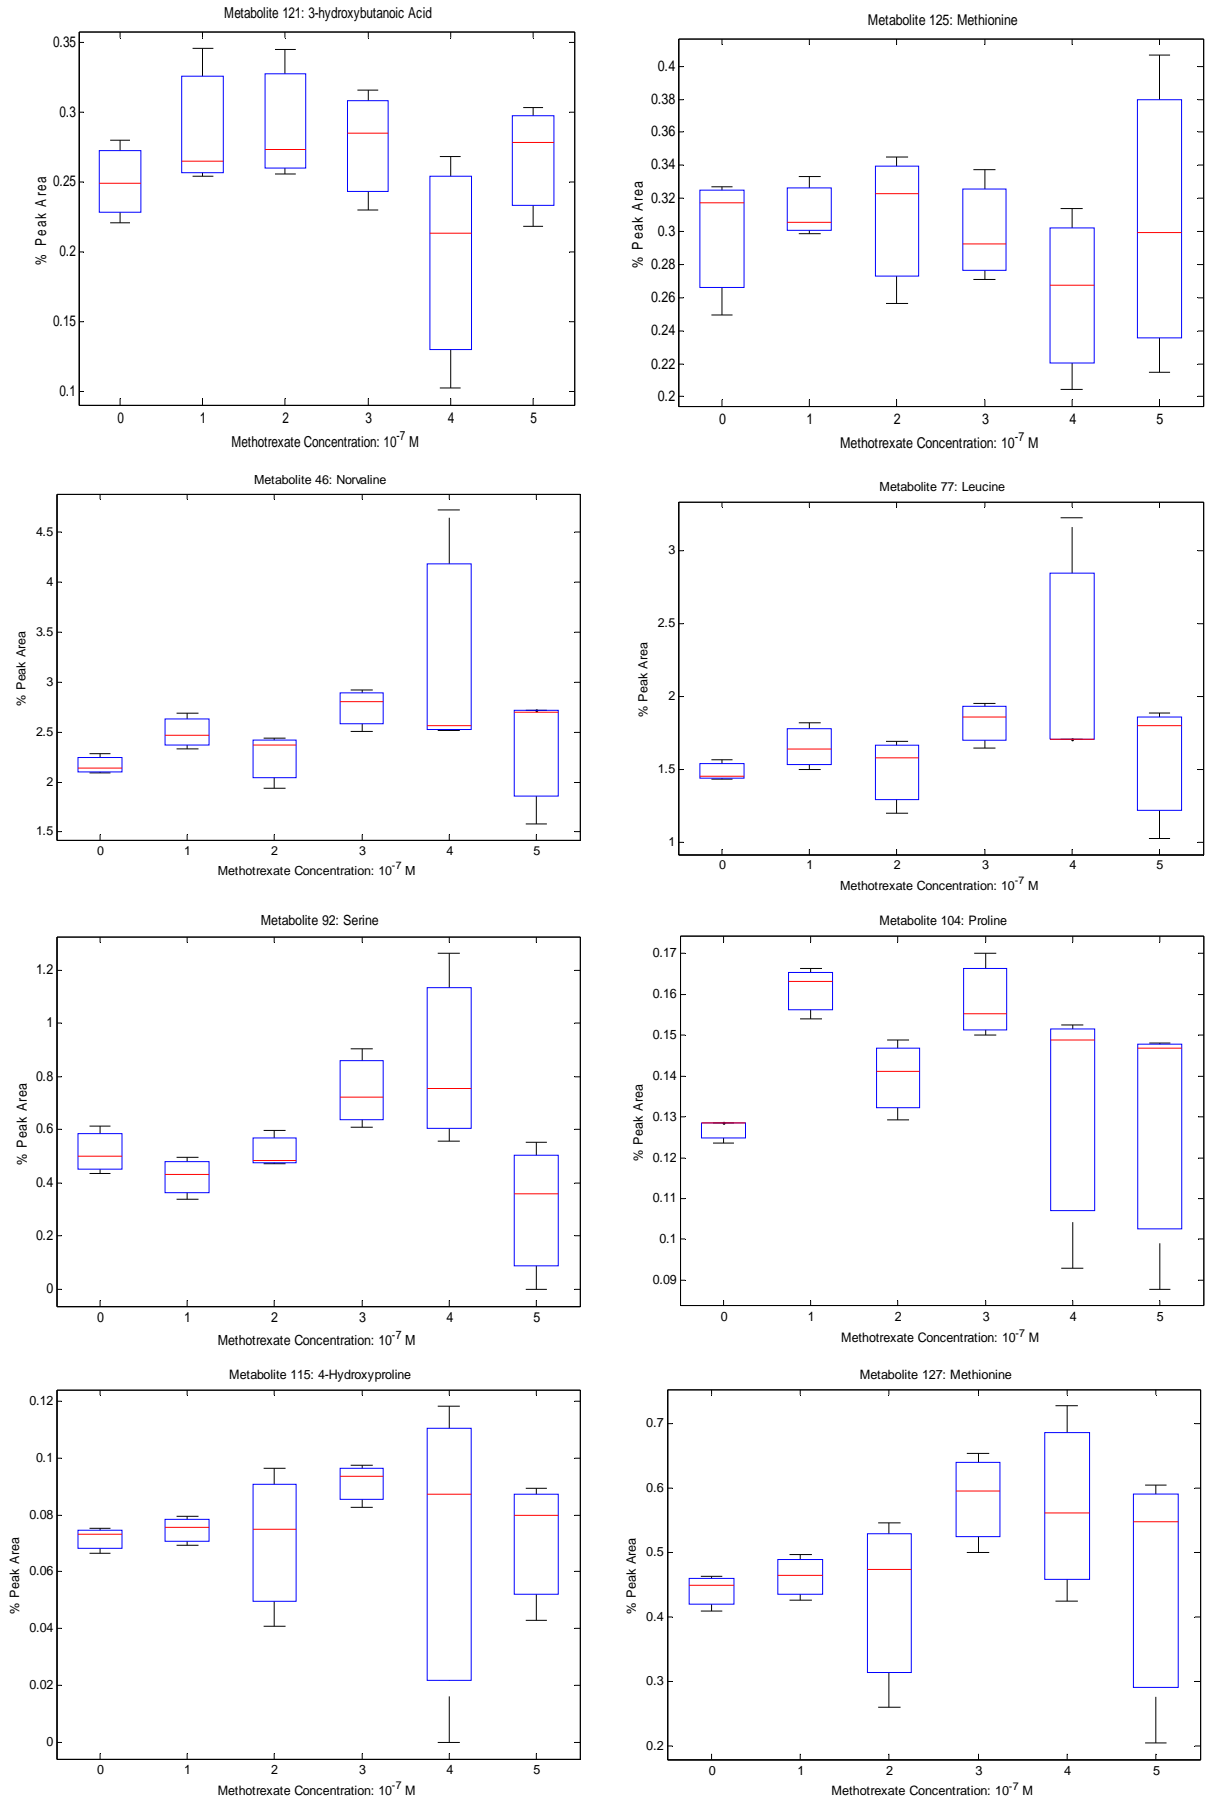 Metabolite 121: 3-hydroxybutanoic Acid
0.35
0.3
0.25
0.2
0.15
0.1
% Peak Area
0 1 2 3 4 5
Methotrexate Concentration: 10-7 M
Metabolite 125: Methionine
0.4
0.38
0.36
0.34
0.32
0.3
0.28
0.26
0.24
0.22
0.2
% Peak Area
0 1 2 3 4 5
Methotrexate Concentration: 10-7 M
Metabolite 46: Norvaline
4.5
4
3.5
3
2.5
2
1.5
% Peak Area
0 1 2 3 4 5
Methotrexate Concentration: 10-7 M
Metabolite 77: Leucine
3
2.5
2
1.5
1
% Peak Area
0 1 2 3 4 5
Methotrexate Concentration: 10-7 M
Metabolite 92: Serine
1.2
1
0.8
0.6
0.4
0.2
0
% Peak Area
0 1 2 3 4 5
Methotrexate Concentration: 10-7 M
Metabolite 104: Proline
0.17
0.16
0.15
0.14
0.13
0.12
0.11
0.1
0.09
% Peak Area
0 1 2 3 4 5
Methotrexate Concentration: 10-7 M
Metabolite 115: 4-Hydroxyproline
0.12
0.1
0.08
0.06
0.04
0.02
0
% Peak Area
0 1 2 3 4 5
Methotrexate Concentration: 10-7 M
Metabolite 127: Methionine
0.7
0.6
0.5
0.4
0.3
0.2
% Peak Area
0 1 2 3 4 5
Methotrexate Concentration: 10-7 M